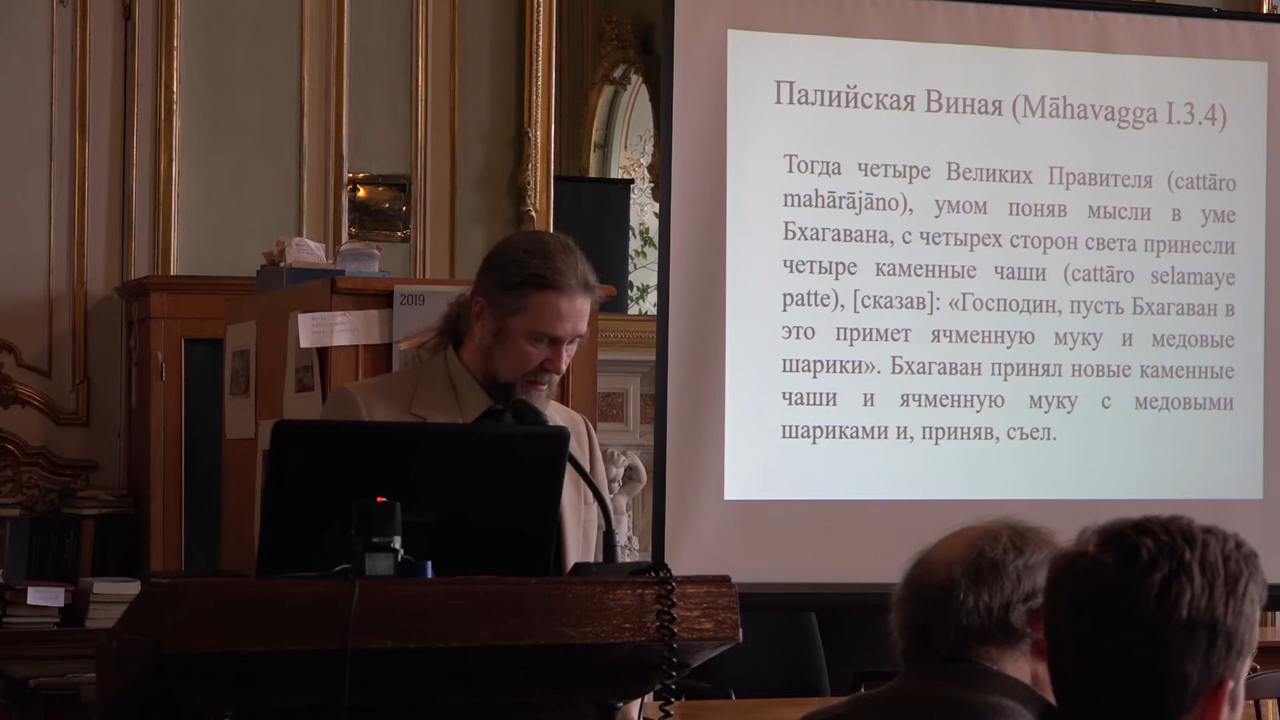 Палийская Виная (Māhavagga I.3.4)
Тогда четыре Великих Правителя (cattāro
mahārājāno), умом поняв мысли в уме
Бхагавана, с четырех сторон света принесли
четыре каменные чаши (cattāro selamaye
patte), [сказав]: «Господин, пусть Бхагаван в
это примет ячменную муку и медовые
шарики». Бхагаван принял новые каменные
чаши и ячменную муку с медовыми
шариками и, приняв, съел.
2019